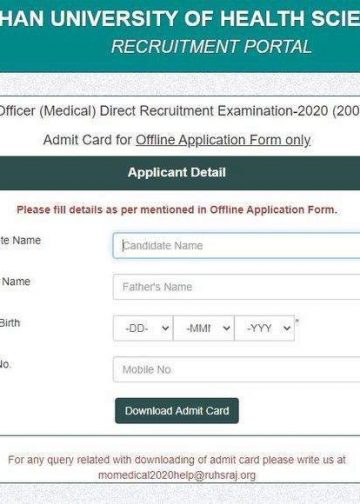 HAN UNIVERSITY OF HEALTH SCIE
RECRUITMENT PORTAL
Officer (Medical) Direct Recruitment Examination-2020 (200
Admit Card for Offline Application Form only
Applicant Detail
Please fill details as per mentioned in Offline Application Form.
te Name
Candidate Name
Name
Father's Name
Birth
-DD- -MM -YYY *
No.
Mobile No
Download Admit Card
For any query related with downloading of admit card please write us at
momedical2020help@ruhsraj.org